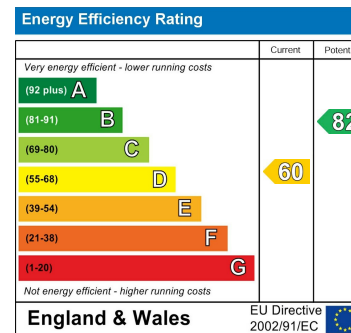 Energy Efficiency Rating
Current Potent
Very energy efficient - lower running costs
(92 plus) A
(81-91) B
82
(69-80) C
60
(55-68) D
(39-54) E
(21-38) F
(1-20) G
Not energy efficient - higher running costs
England & Wales
EU Directive
2002/91/EC